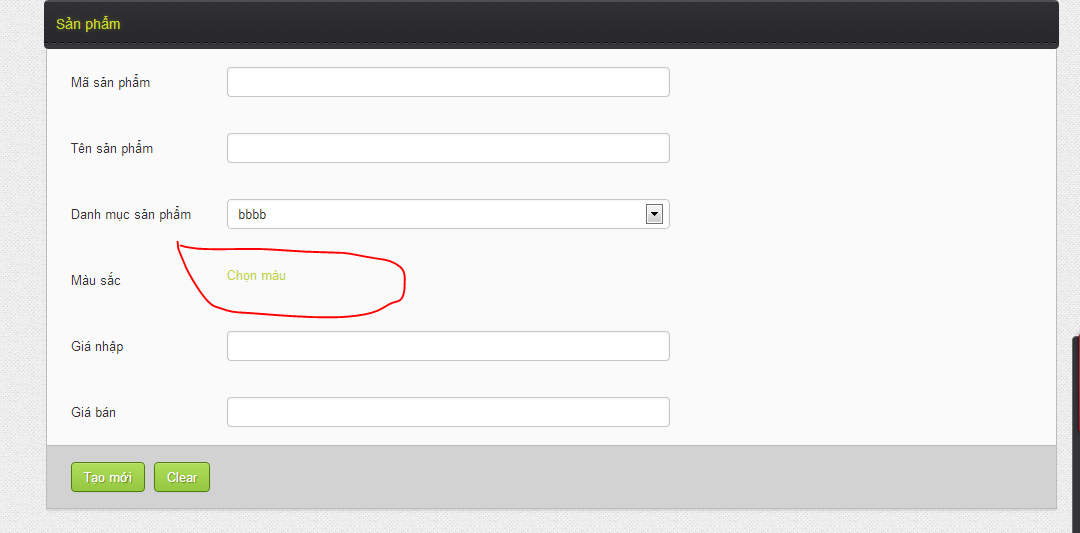 Sản phẩm
Mã sản phẩm
Tên sản phẩm
Danh mục sản phẩm bbbb
Màu sắc Chọn màu
Giá nhập
Giá bán
Tạo mới Clear